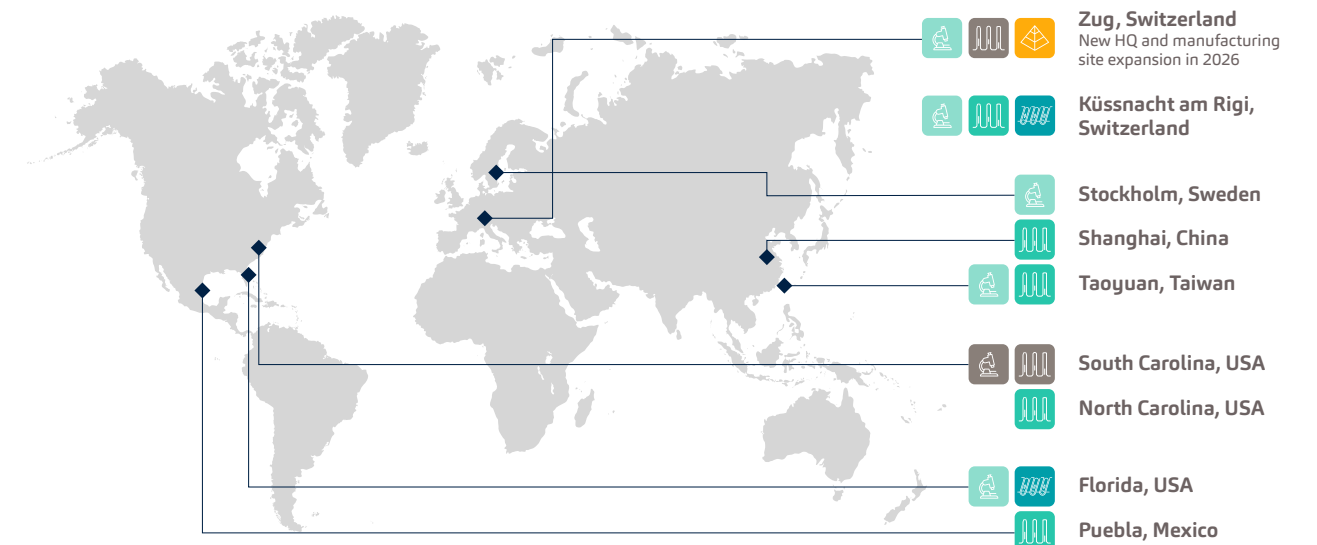 Zug, Switzerland
New HQ and manufacturing
site expansion in 2026
Küssnacht am Rigi,
Switzerland
Stockholm, Sweden
Shanghai, China
Taoyuan, Taiwan
South Carolina, USA
North Carolina, USA
Florida, USA
Puebla, Mexico